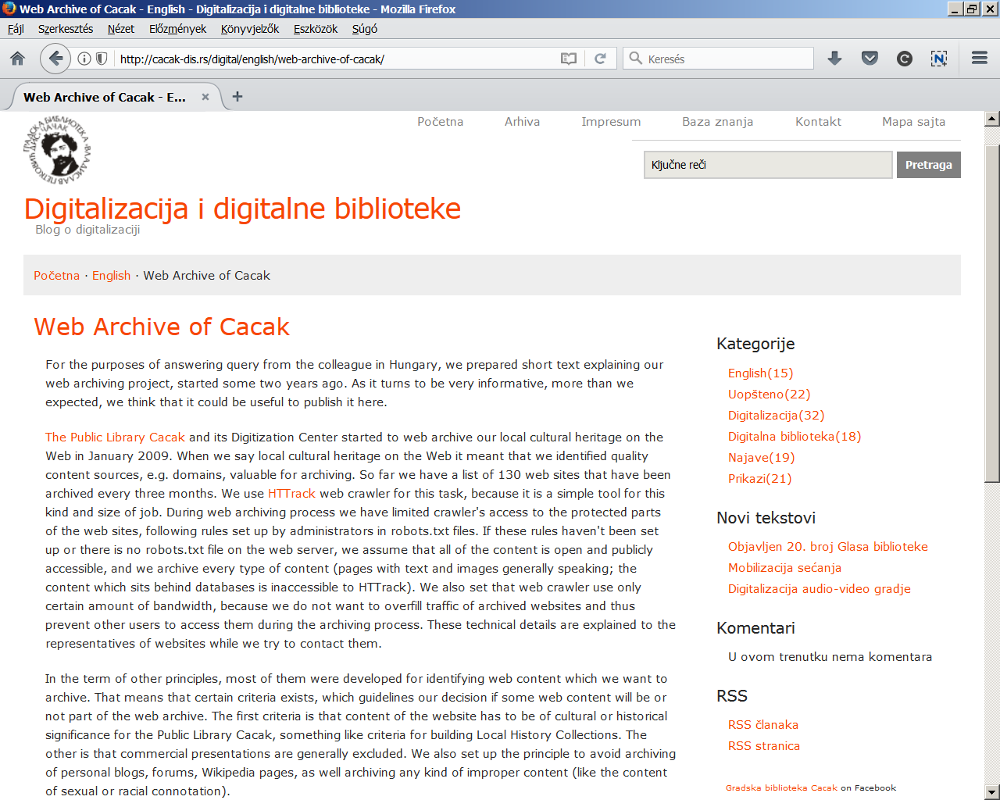 Web Archive of Cacak - English - Digitalizacija i digitalne biblioteke - Mozilla Firefox
Fájl Szerkesztés Nézet Előzmények Könyvjelzők Eszközök Súgó
http://cacak-dis.rs/digital/english/web-archive-of-cacak/
Keresés
Web Archive of Cacak - E...
ГРАДСКА БИБЛИОТЕКА ВЛАДИСЛАВ ПЕТКОВИЋ ДИС
ЧАЧАК
Početna Arhiva Impresum Baza znanja Kontakt Mapa sajta
Ključne reči
Pretraga
Digitalizacija i digitalne biblioteke
Blog o digitalizaciji
Početna · English · Web Archive of Cacak
Web Archive of Cacak
For the purposes of answering query from the colleague in Hungary, we prepared short text explaining our
web archiving project, started some two years ago. As it turns to be very informative, more than we
expected, we think that it could be useful to publish it here.
The Public Library Cacak and its Digitization Center started to web archive our local cultural heritage on the
Web in January 2009. When we say local cultural heritage on the Web it meant that we identified quality
content sources, e.g. domains, valuable for archiving. So far we have a list of 130 web sites that have been
archived every three months. We use HTTrack web crawler for this task, because it is a simple tool for this
kind and size of job. During web archiving process we have limited crawler's access to the protected parts
of the web sites, following rules set up by administrators in robots.txt files. If these rules haven't been set
up or there is no robots.txt file on the web server, we assume that all of the content is open and publicly
accessible, and we archive every type of content (pages with text and images generally speaking; the
content which sits behind databases is inaccessible to HTTrack). We also set that web crawler use only
certain amount of bandwidth, because we do not want to overfill traffic of archived websites and thus
prevent other users to access them during the archiving process. These technical details are explained to the
representatives of websites while we try to contact them.
In the term of other principles, most of them were developed for identifying web content which we want to
archive. That means that certain criteria exists, which guidelines our decision if some web content will be or
not part of the web archive. The first criteria is that content of the website has to be of cultural or historical
significance for the Public Library Cacak, something like criteria for building Local History Collections. The
other is that commercial presentations are generally excluded. We also set up the principle to avoid archiving
of personal blogs, forums, Wikipedia pages, as well archiving any kind of improper content (like the content
of sexual or racial connotation).
Kategorije
English(15)
Uopšteno(22)
Digitalizacija(32)
Digitalna biblioteka(18)
Najave(19)
Prikazi(21)
Novi tekstovi
Objavljen 20. broj Glasa biblioteke
Mobilizacija sećanja
Digitalizacija audio-video gradje
Komentari
U ovom trenutku nema komentara
RSS
RSS članaka
RSS stranica
Gradska biblioteka Cacak on Facebook